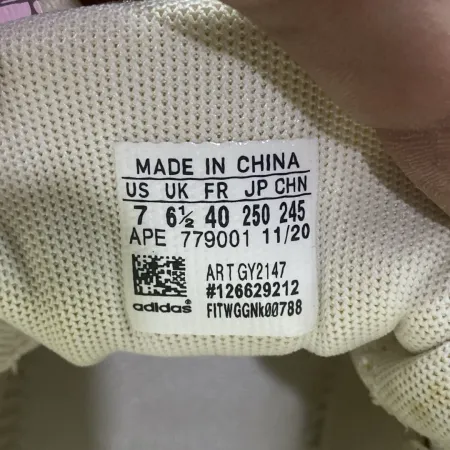 MADE IN CHINA
US UK FR JP CHN
7 6½ 40 250 245
APE 779001 11/20
ART GY2147
#126629212
adidas® FITWGGNk00788